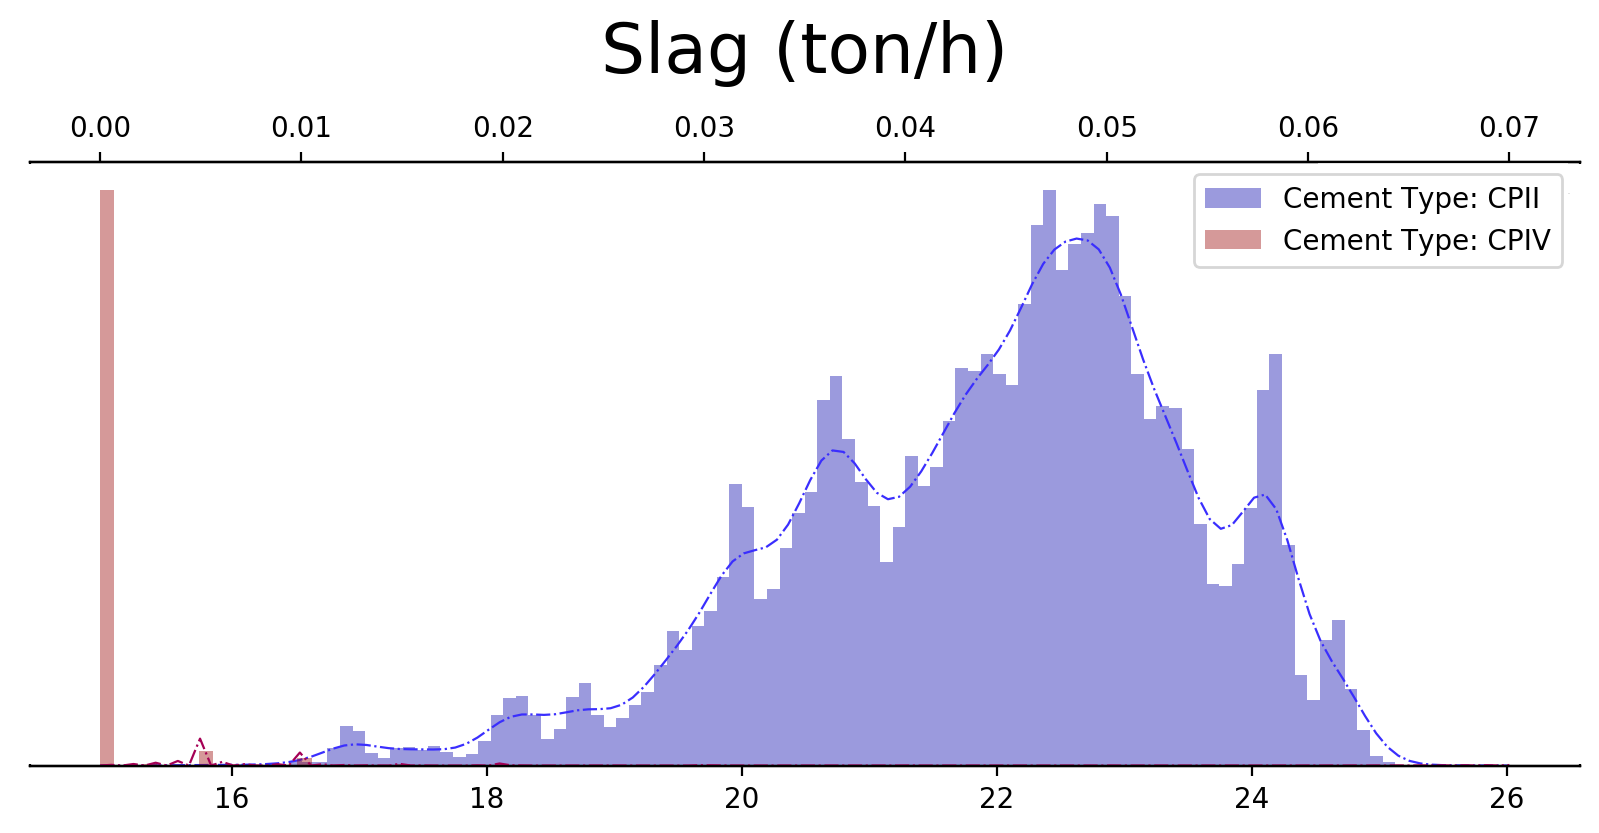 Slag (ton/h)
0.00 0.01 0.02 0.03 0.04 0.05 0.06 0.07
Cement Type: CPII
Cement Type: CPIV
16 18 20 22 24 26